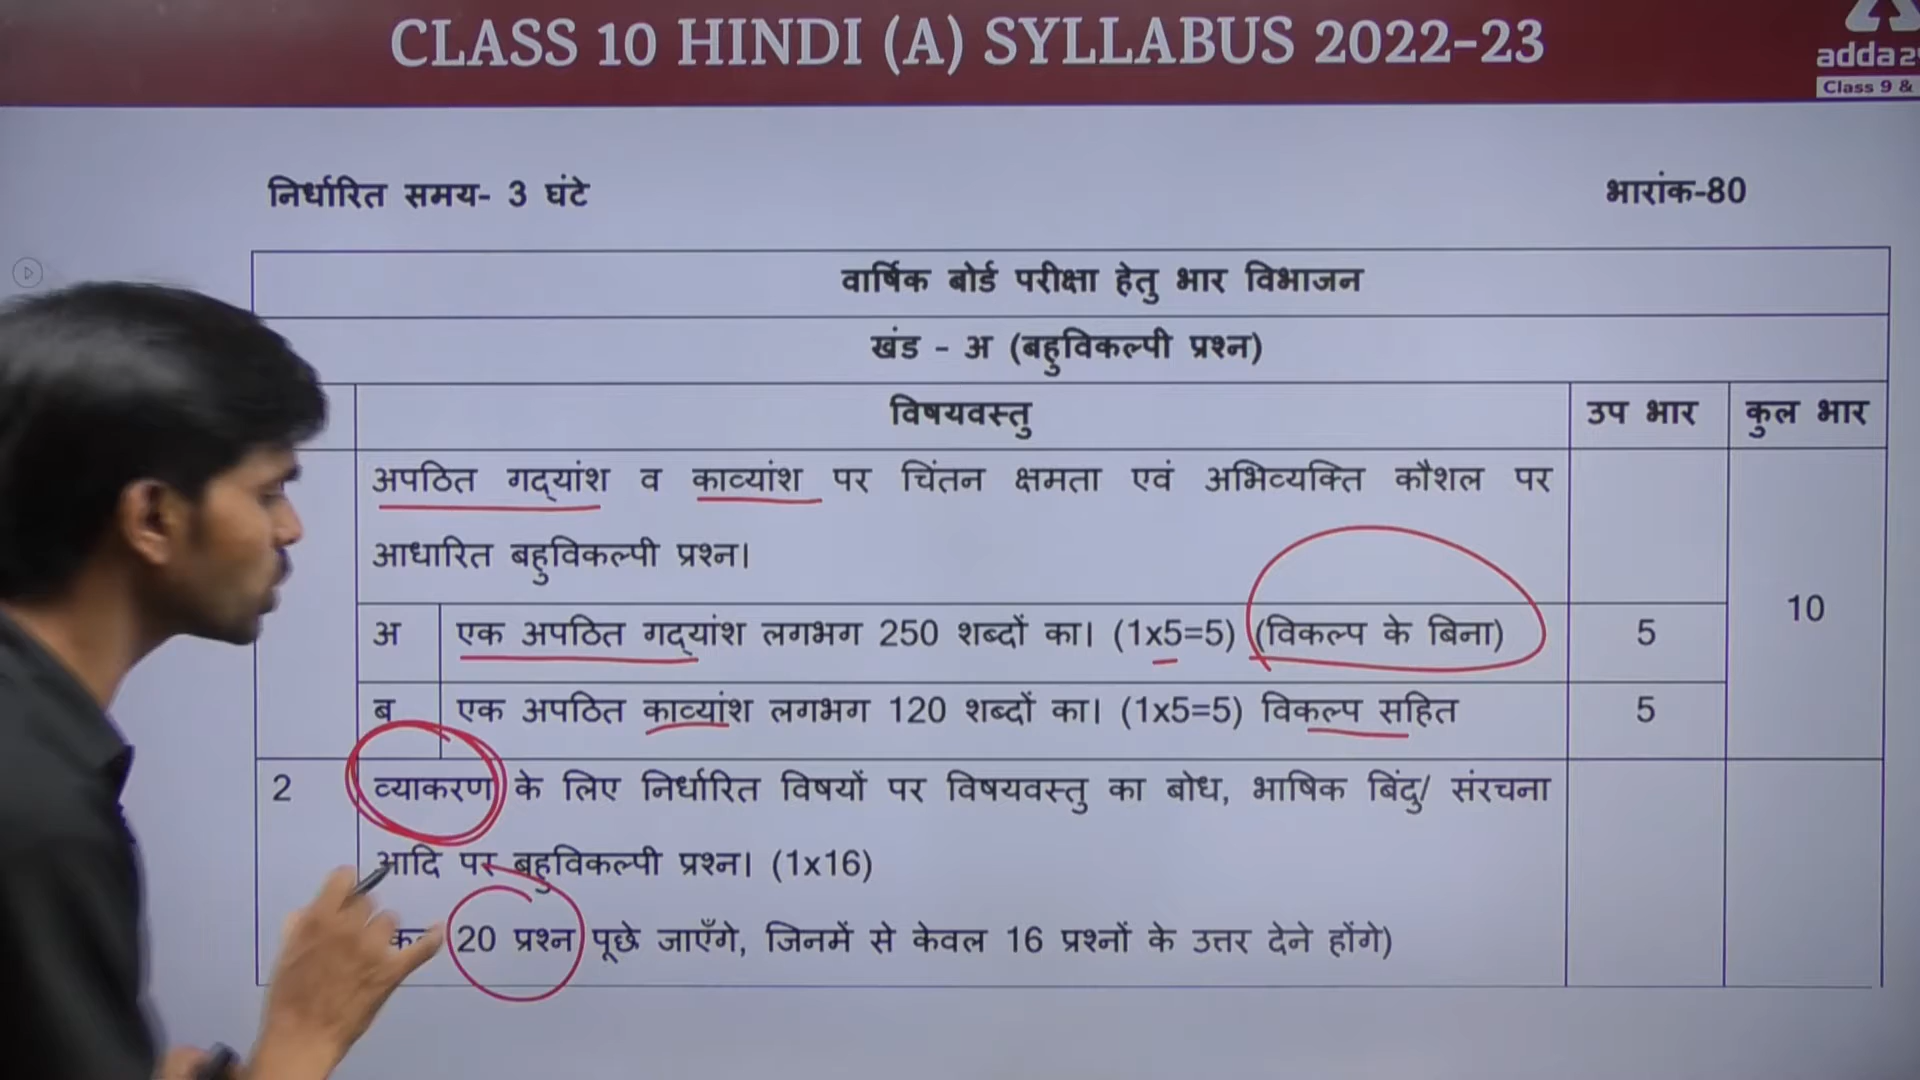 CLASS 10 HINDI (A) SYLLABUS 2022-23
adda2
Class 9 &
निर्धारित समय- 3 घंटे
भारांक-80
वार्षिक बोर्ड परीक्षा हेतु भार विभाजन
खंड - अ (बहुविकल्पी प्रश्न)
विषयवस्तु उप भार कुल भार
अपठित गद्यांश व काव्यांश पर चिंतन क्षमता एवं अभिव्यक्ति कौशल पर
आधारित बहुविकल्पी प्रश्न।
अ एक अपठित गद्यांश लगभग 250 शब्दों का। (1x5=5) (विकल्प के बिना) 5 10
ब एक अपठित काव्यांश लगभग 120 शब्दों का। (1x5=5) विकल्प सहित 5
2 व्याकरण के लिए निर्धारित विषयों पर विषयवस्तु का बोध, भाषिक बिंदु/ संरचना
आदि पर बहुविकल्पी प्रश्न। (1x16)
20 प्रश्न पूछे जाएँगे, जिनमें से केवल 16 प्रश्नों के उत्तर देने होंगे)